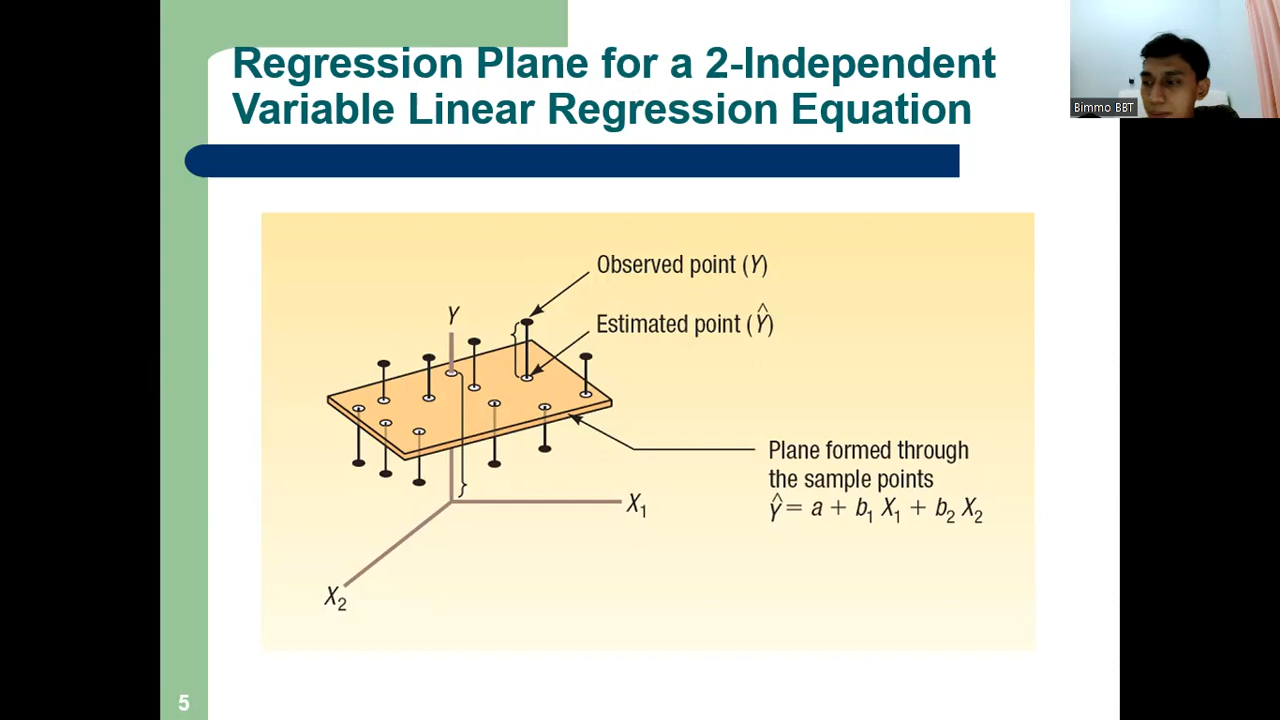 Regression Plane for a 2-Independent
Variable Linear Regression Equation
Bimmo BBT
Observed point (Y)
Y
Estimated point (Ŷ)
Plane formed through
the sample points
Ŷ = a + b₁ X₁ + b₂ X₂
X₁
X₂
5